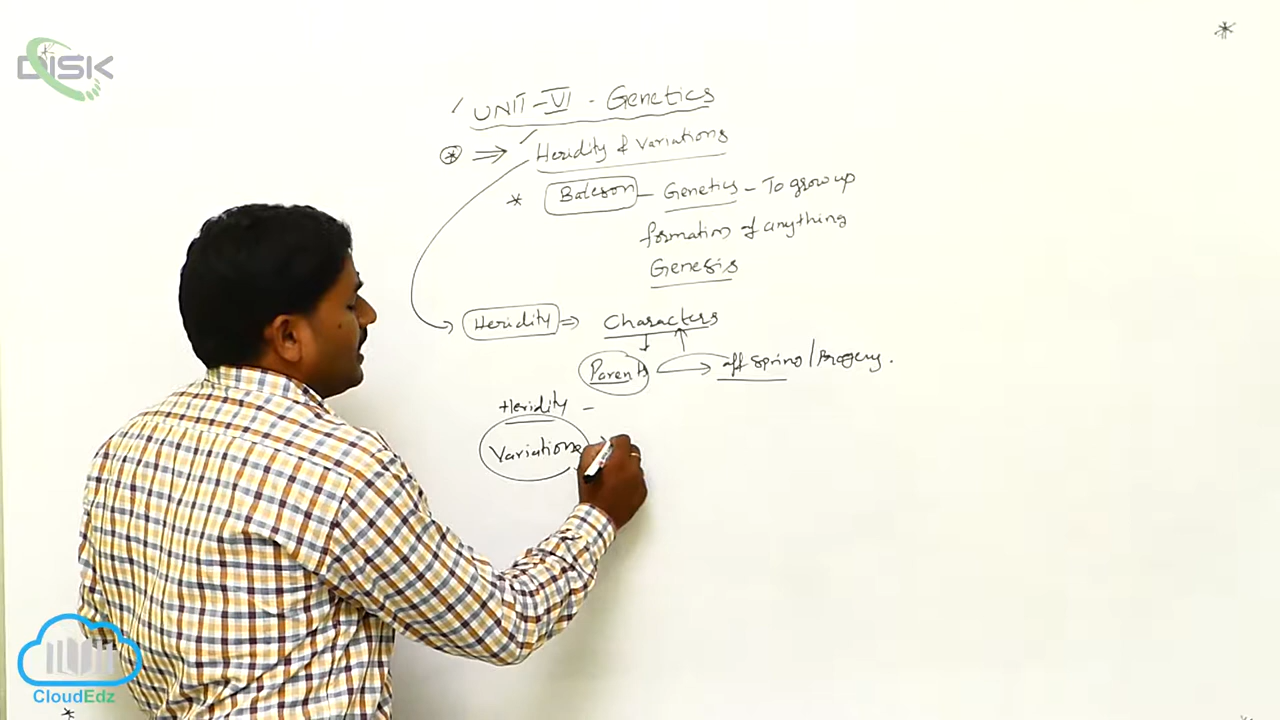 DISK
UNIT-VI - Genetics
* ⇒ Heridity & Variations
* Bateson - Genetics - To grow up
formation of anything
Genesis
Heridity ⇒ Characters
Parents → off spring / Progeny.
Heridity -
Variations
CloudEdz